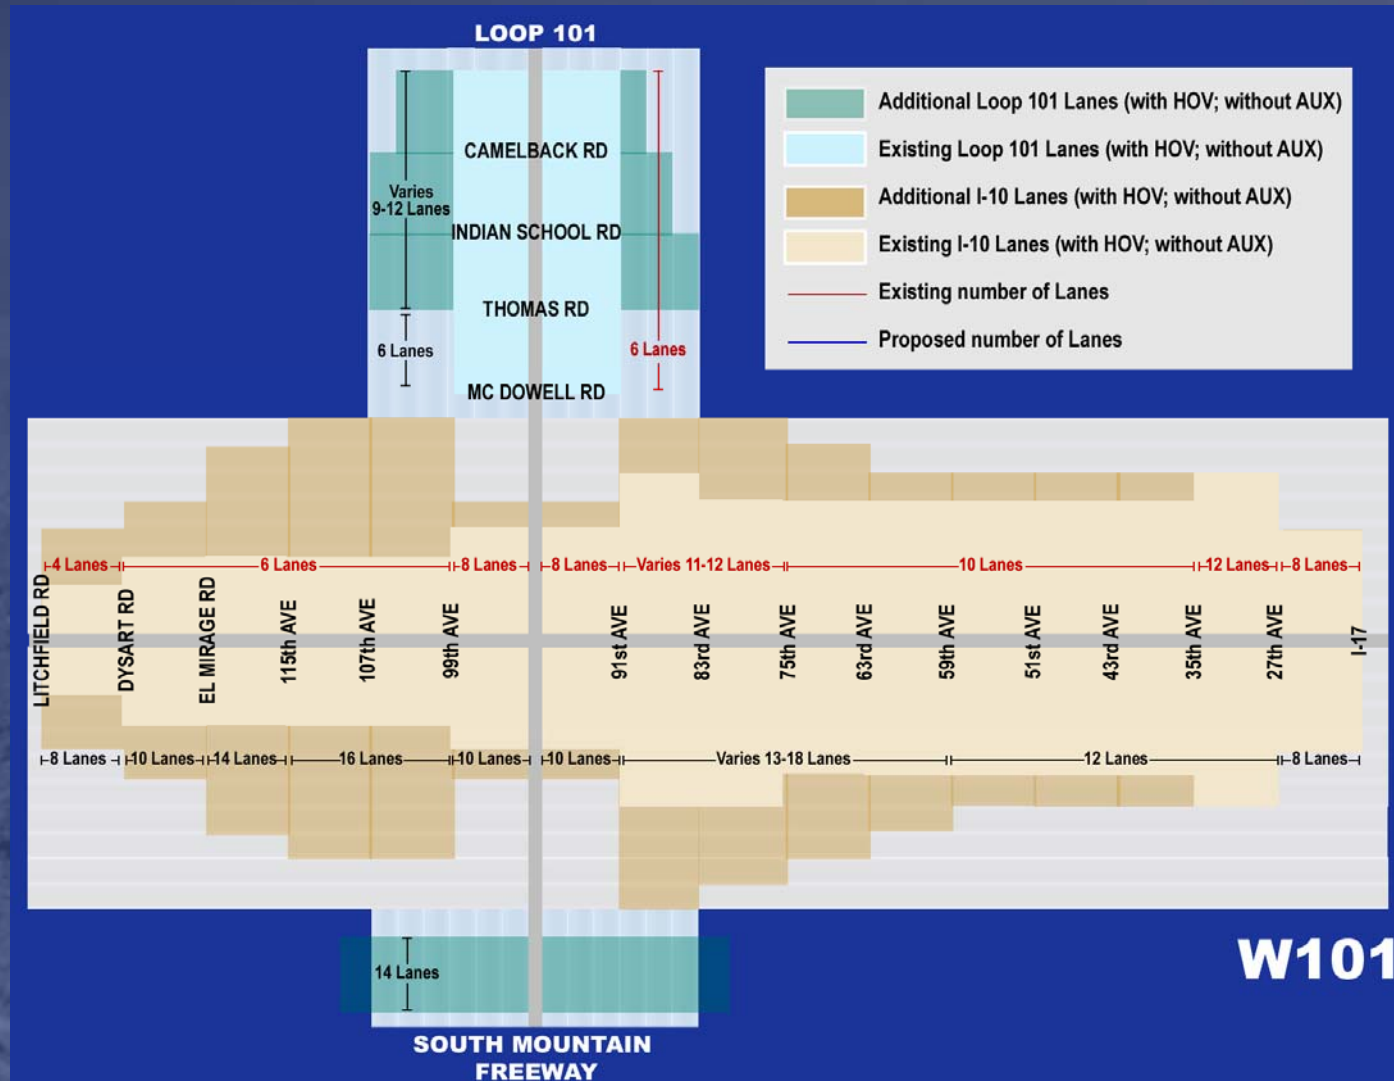 LOOP 101
CAMELBACK RD
Varies
9-12 Lanes
INDIAN SCHOOL RD
THOMAS RD
6 Lanes
6 Lanes
MC DOWELL RD
Additional Loop 101 Lanes (with HOV; without AUX)
Existing Loop 101 Lanes (with HOV; without AUX)
Additional I-10 Lanes (with HOV; without AUX)
Existing I-10 Lanes (with HOV; without AUX)
Existing number of Lanes
Proposed number of Lanes
4 Lanes
6 Lanes
8 Lanes
8 Lanes
Varies 11-12 Lanes
10 Lanes
12 Lanes
8 Lanes
LITCHFIELD RD
DYSART RD
EL MIRAGE RD
115th AVE
107th AVE
99th AVE
91st AVE
83rd AVE
75th AVE
63rd AVE
59th AVE
51st AVE
43rd AVE
35th AVE
27th AVE
I-17
8 Lanes
10 Lanes
14 Lanes
16 Lanes
10 Lanes
10 Lanes
Varies 13-18 Lanes
12 Lanes
8 Lanes
14 Lanes
W101
SOUTH MOUNTAIN
FREEWAY